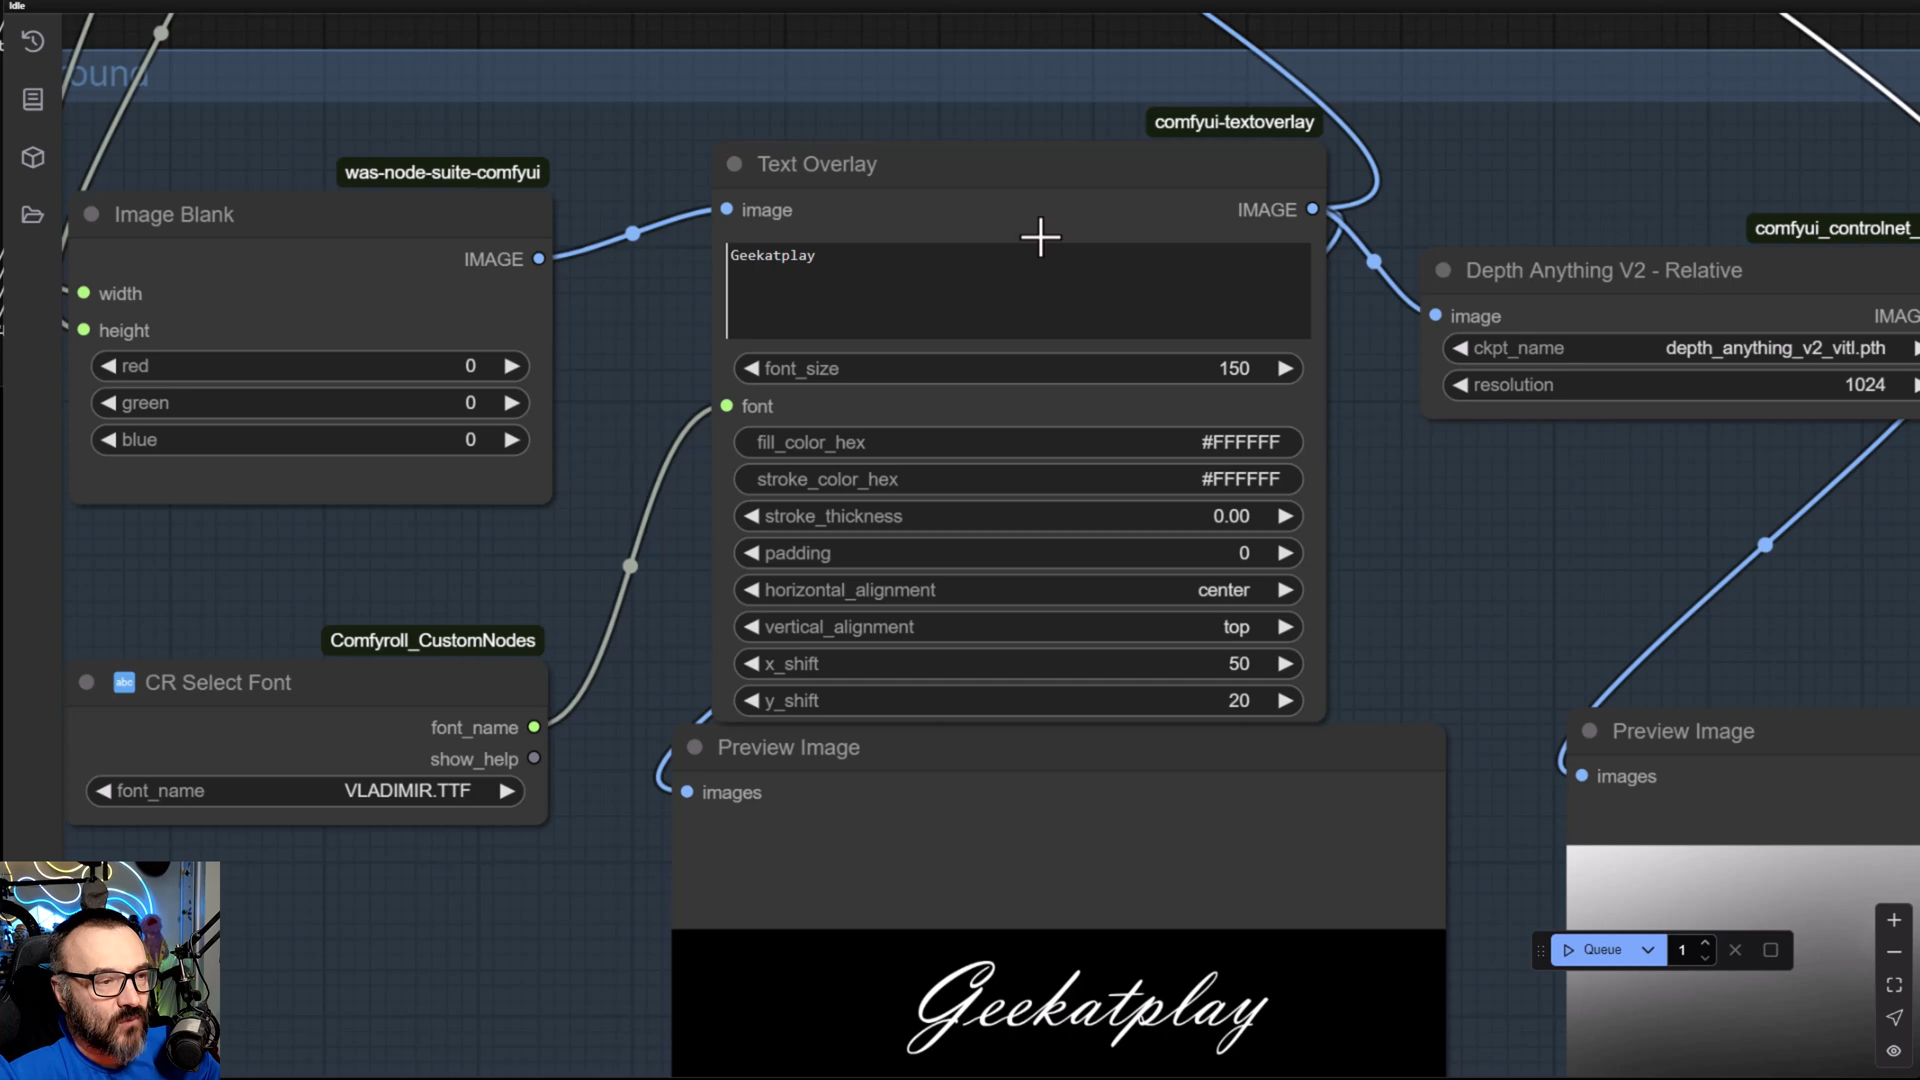 Idle
ound
comfyui-textoverlay
was-node-suite-comfyui
Text Overlay
Image Blank
image
IMAGE
comfyui_controlnet_
Geekatplay
IMAGE
Depth Anything V2 - Relative
width
image
IMAG
height
ckpt_name
depth_anything_v2_vitl.pth
red
0
font_size
150
resolution
1024
green
0
font
blue
0
fill_color_hex
#FFFFFF
stroke_color_hex
#FFFFFF
stroke_thickness
0.00
padding
0
horizontal_alignment
center
vertical_alignment
top
Comfyroll_CustomNodes
x_shift
50
abc
CR Select Font
y_shift
20
font_name
Preview Image
Preview Image
show_help
images
images
font_name
VLADIMIR.TTF
Queue
1
Geekatplay